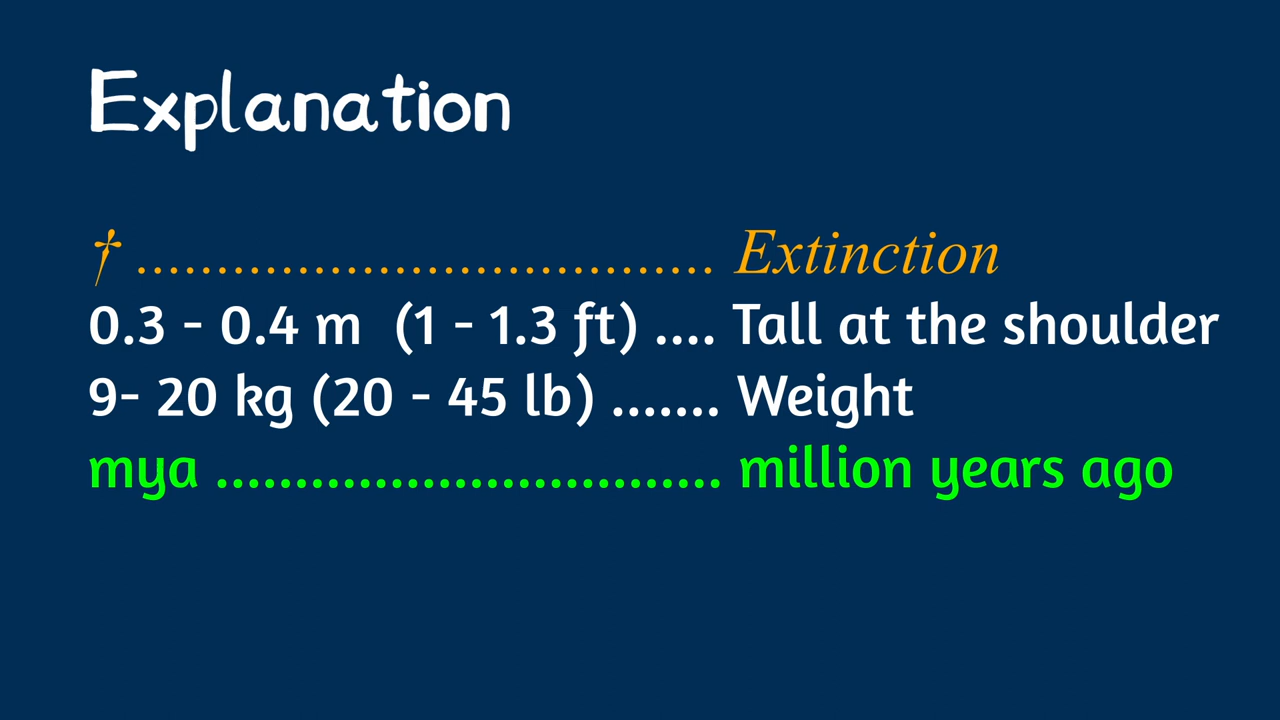 Explanation
† ..................................... Extinction
0.3 - 0.4 m  (1 - 1.3 ft) .... Tall at the shoulder
9- 20 kg (20 - 45 lb) ....... Weight
mya ................................ million years ago